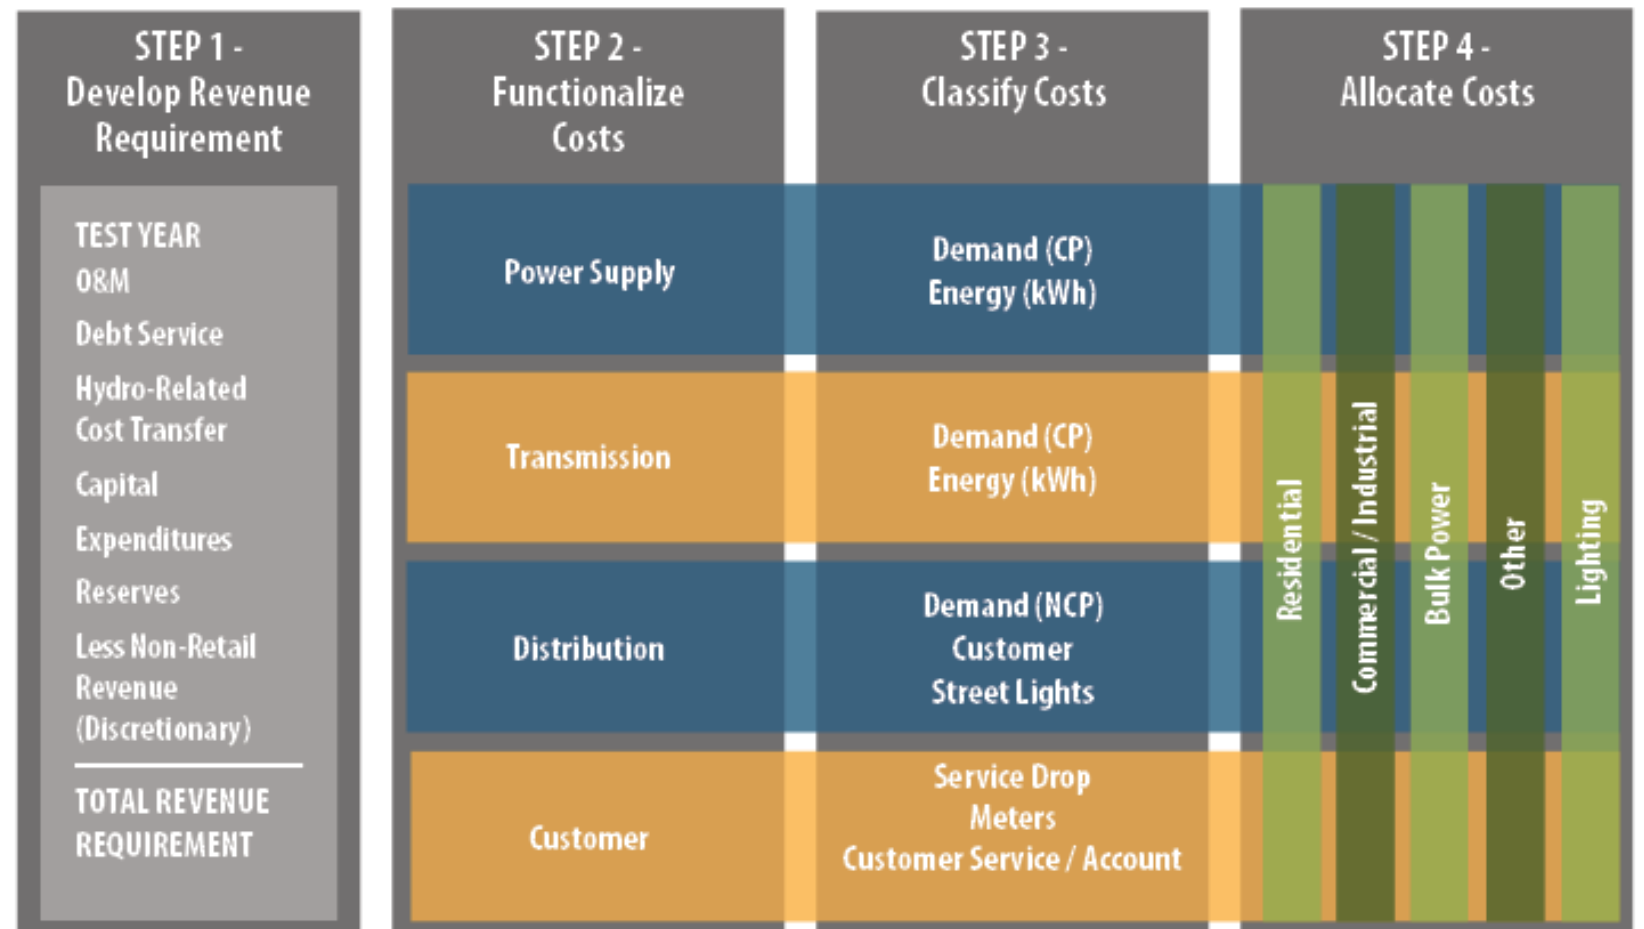 STEP 1 -
Develop Revenue
Requirement
TEST YEAR
O&M
Debt Service
Hydro-Related
Cost Transfer
Capital
Expenditures
Reserves
Less Non-Retail
Revenue
(Discretionary)
TOTAL REVENUE
REQUIREMENT
STEP 2 -
Functionalize
Costs
Power Supply
Transmission
Distribution
Customer
STEP 3 -
Classify Costs
Demand (CP)
Energy (kWh)
Demand (CP)
Energy (kWh)
Demand (NCP)
Customer
Street Lights
Service Drop
Meters
Customer Service / Account
STEP 4 -
Allocate Costs
Residential
Commercial / Industrial
Bulk Power
Other
Lighting